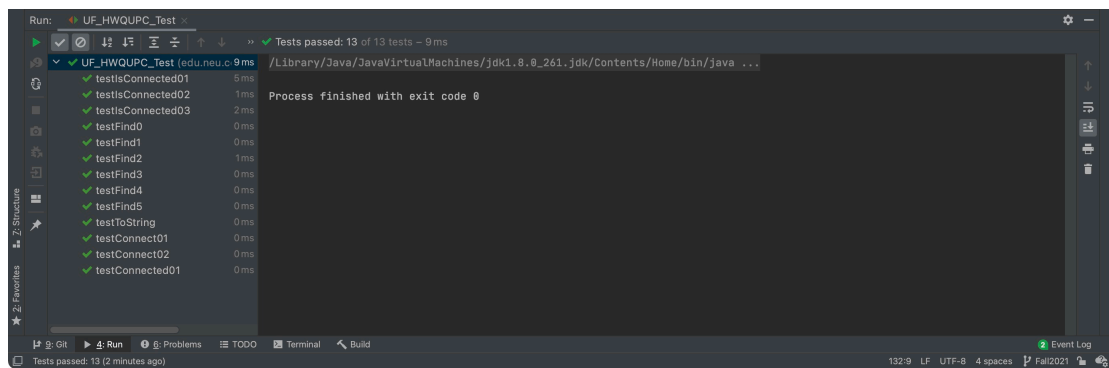 Run: UF_HWQUPC_Test ×
» Tests passed: 13 of 13 tests – 9 ms
UF_HWQUPC_Test (edu.neu.c 9 ms
testIsConnected01 5 ms
testIsConnected02 1 ms
testIsConnected03 2 ms
testFind0 0 ms
testFind1 0 ms
testFind2 1 ms
testFind3 0 ms
testFind4 0 ms
testFind5 0 ms
testToString 0 ms
testConnect01 0 ms
testConnect02 0 ms
testConnected01 0 ms
/Library/Java/JavaVirtualMachines/jdk1.8.0_261.jdk/Contents/Home/bin/java ...
Process finished with exit code 0
7: Structure
2: Favorites
9: Git 4: Run 6: Problems TODO Terminal Build 2 Event Log
Tests passed: 13 (2 minutes ago) 132:9 LF UTF-8 4 spaces Fall2021